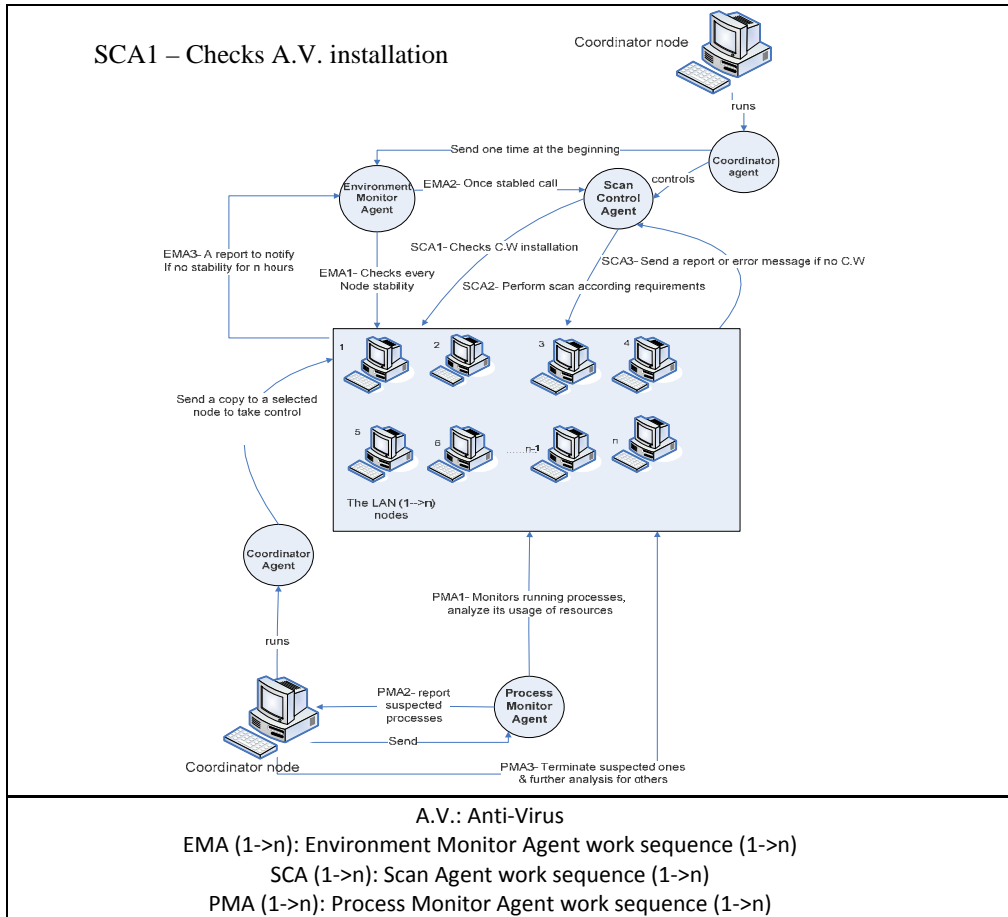 SCA1 – Checks A.V. installation
Coordinator node
runs
Coordinator
agent
Send one time at the beginning
controls
Environment
Monitor
Agent
EMA2- Once stabled call
Scan
Control
Agent
EMA3- A report to notify
If no stability for n hours
EMA1- Checks every
Node stability
SCA1- Checks C.W installation
SCA2- Perform scan according requirements
SCA3- Send a report or error message if no C.W
1
2
3
4
5
6
........n-1
n
The LAN (1-->n)
nodes
Send a copy to a selected
node to take control
Coordinator
Agent
runs
Coordinator node
PMA1- Monitors running processes,
analyze its usage of resources
PMA2- report
suspected
processes
Send
Process
Monitor
Agent
PMA3- Terminate suspected ones
& further analysis for others
A.V.: Anti-Virus
EMA (1->n): Environment Monitor Agent work sequence (1->n)
SCA (1->n): Scan Agent work sequence (1->n)
PMA (1->n): Process Monitor Agent work sequence (1->n)